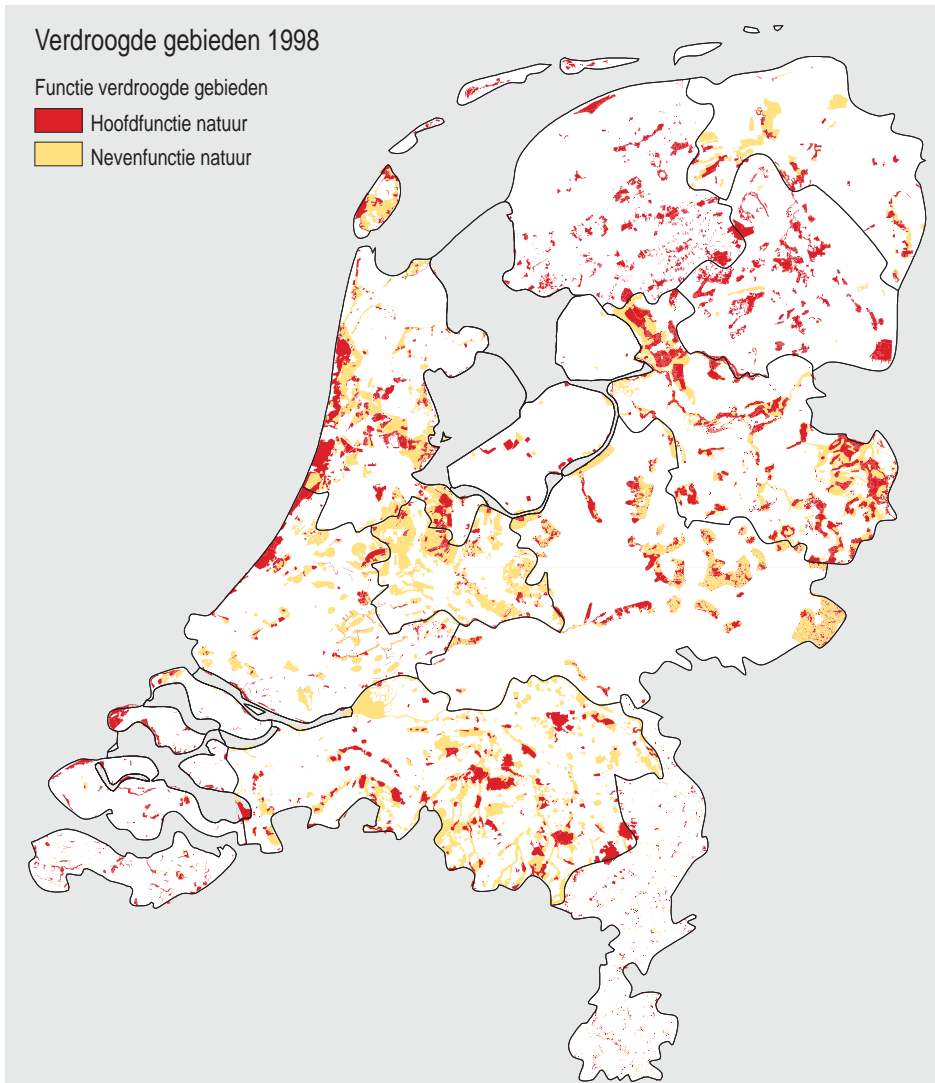 Verdroogde gebieden 1998
Functie verdroogde gebieden
Hoofdfunctie natuur
Nevenfunctie natuur